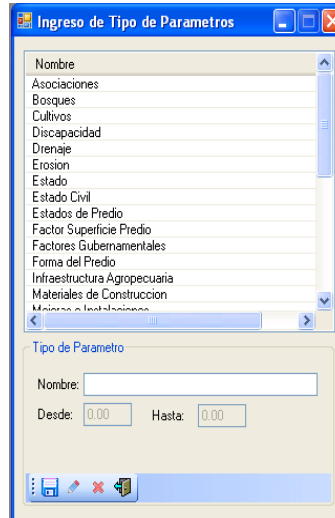 Ingreso de Tipo de Parametros
Nombre
Asociaciones
Bosques
Cultivos
Discapacidad
Drenaje
Erosion
Estado
Estado Civil
Estados de Predio
Factor Superficie Predio
Factores Gubernamentales
Forma del Predio
Infraestructura Agropecuaria
Materiales de Construccion
Mejoras o Instalaciones
Tipo de Parametro
Nombre:
Desde: 0.00 Hasta: 0.00